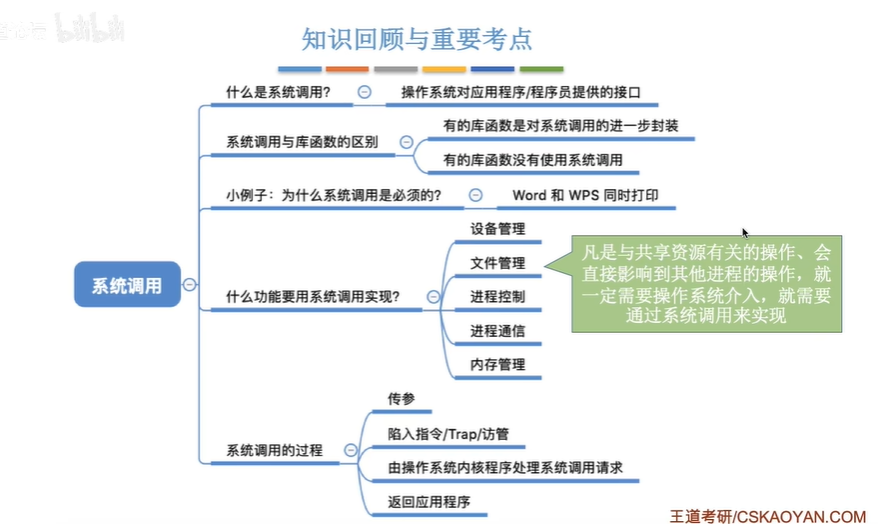 知识回顾与重要考点
什么是系统调用?
操作系统对应用程序/程序员提供的接口
系统调用与库函数的区别
有的库函数是对系统调用的进一步封装
有的库函数没有使用系统调用
小例子：为什么系统调用是必须的?
Word 和 WPS 同时打印
系统调用
什么功能要用系统调用实现?
设备管理
文件管理
进程控制
进程通信
内存管理
凡是与共享资源有关的操作、会
直接影响到其他进程的操作，就
一定需要操作系统介入，就需要
通过系统调用来实现
系统调用的过程
传参
陷入指令/Trap/访管
由操作系统内核程序处理系统调用请求
返回应用程序
王道考研/CSKAOYAN.COM